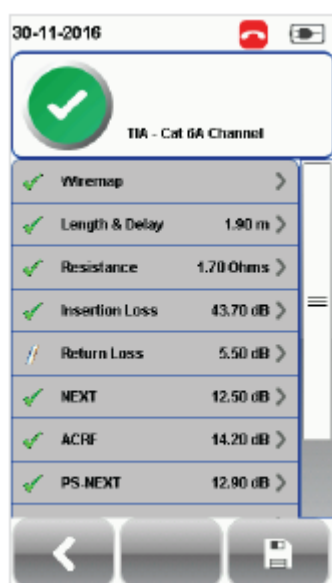 30-11-2016
TIA - Cat 6A Channel
Wiremap
Length & Delay 1.90 m
Resistance 1.70 Ohms
Insertion Loss 43.70 dB
Return Loss 5.50 dB
NEXT 12.50 dB
ACRF 14.20 dB
PS-NEXT 12.90 dB